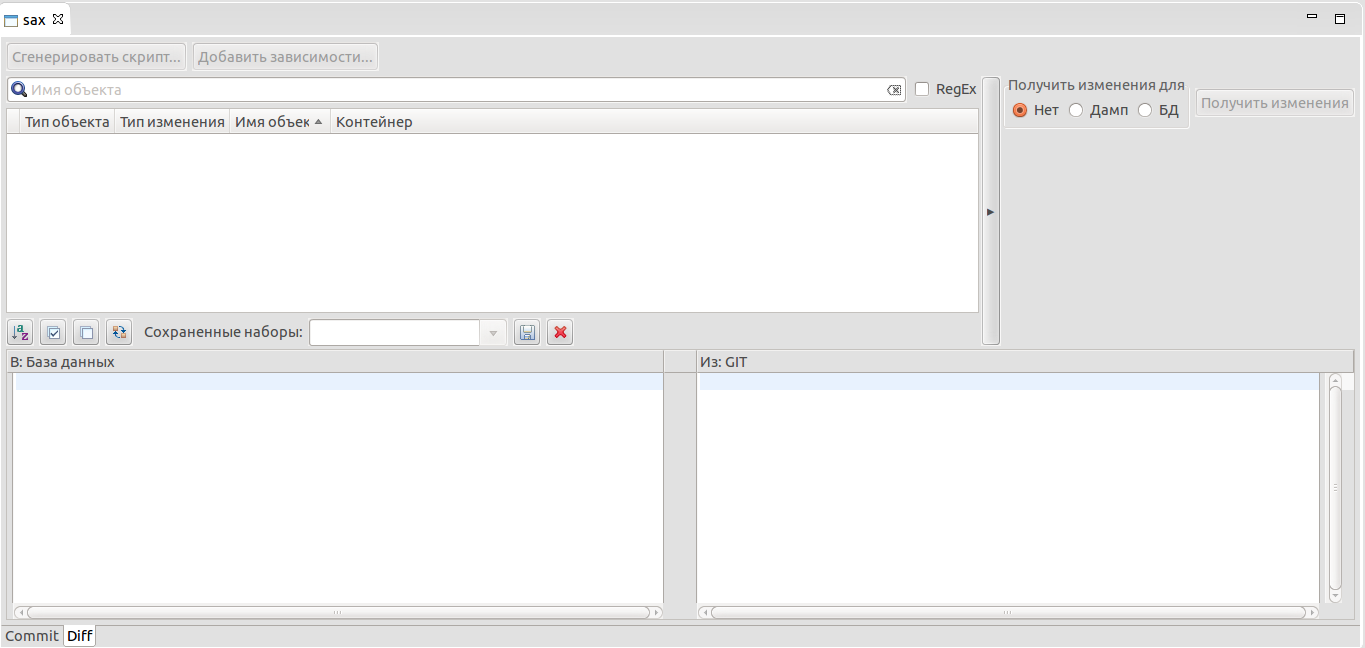 sax
Сгенерировать скрипт... Добавить зависимости...
Имя объекта RegEx
Получить изменения для
Нет Дамп БД
Получить изменения
Тип объекта Тип изменения Имя объек Контейнер
Сохраненные наборы:
В: База данных Из: GIT
Commit Diff